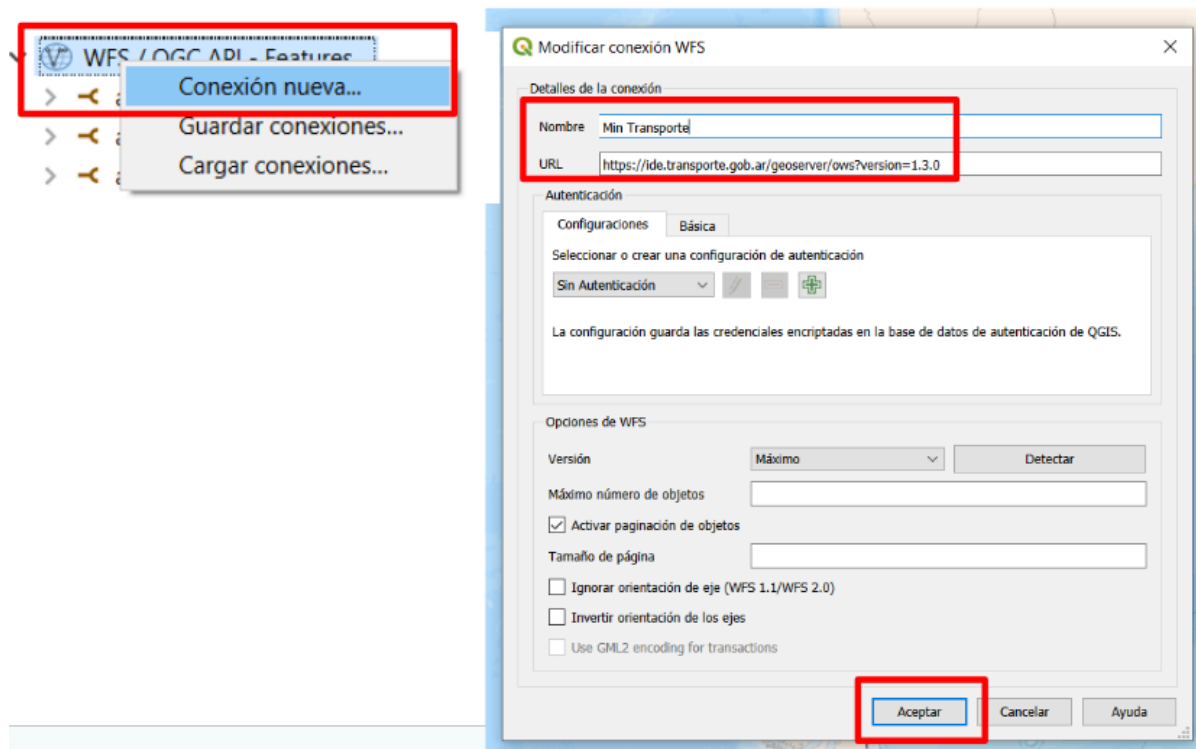 WFS / OGC API - Features
Conexión nueva...
Guardar conexiones...
Cargar conexiones...
Modificar conexión WFS
Detalles de la conexión
Nombre Min Transporte
URL https://ide.transporte.gob.ar/geoserver/ows?version=1.3.0
Autenticación
Configuraciones Básica
Seleccionar o crear una configuración de autenticación
Sin Autenticación
La configuración guarda las credenciales encriptadas en la base de datos de autenticación de QGIS.
Opciones de WFS
Versión Máximo Detectar
Máximo número de objetos
Activar paginación de objetos
Tamaño de página
Ignorar orientación de eje (WFS 1.1/WFS 2.0)
Invertir orientación de los ejes
Use GML2 encoding for transactions
Aceptar Cancelar Ayuda